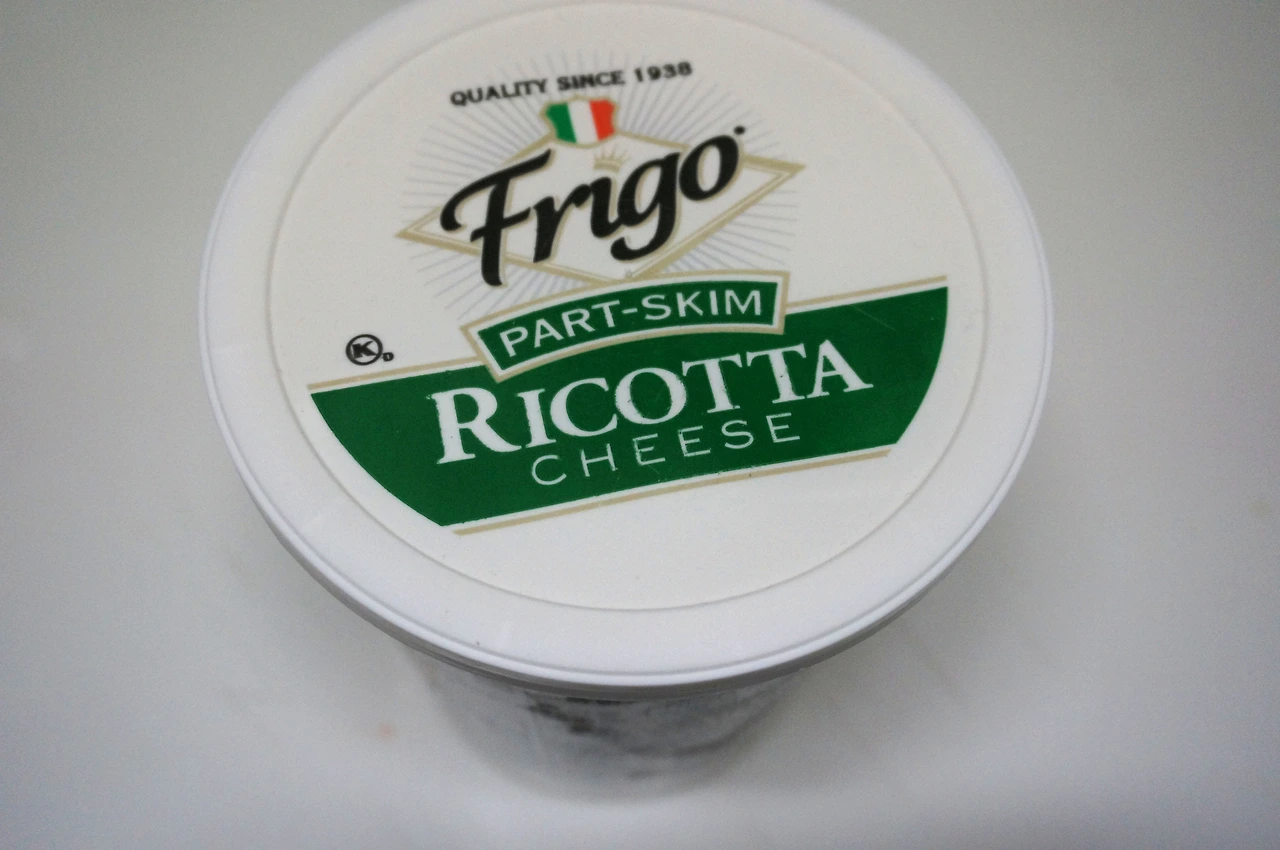 QUALITY SINCE 1938
Frigo
PART-SKIM
K D
RICOTTA
CHEESE